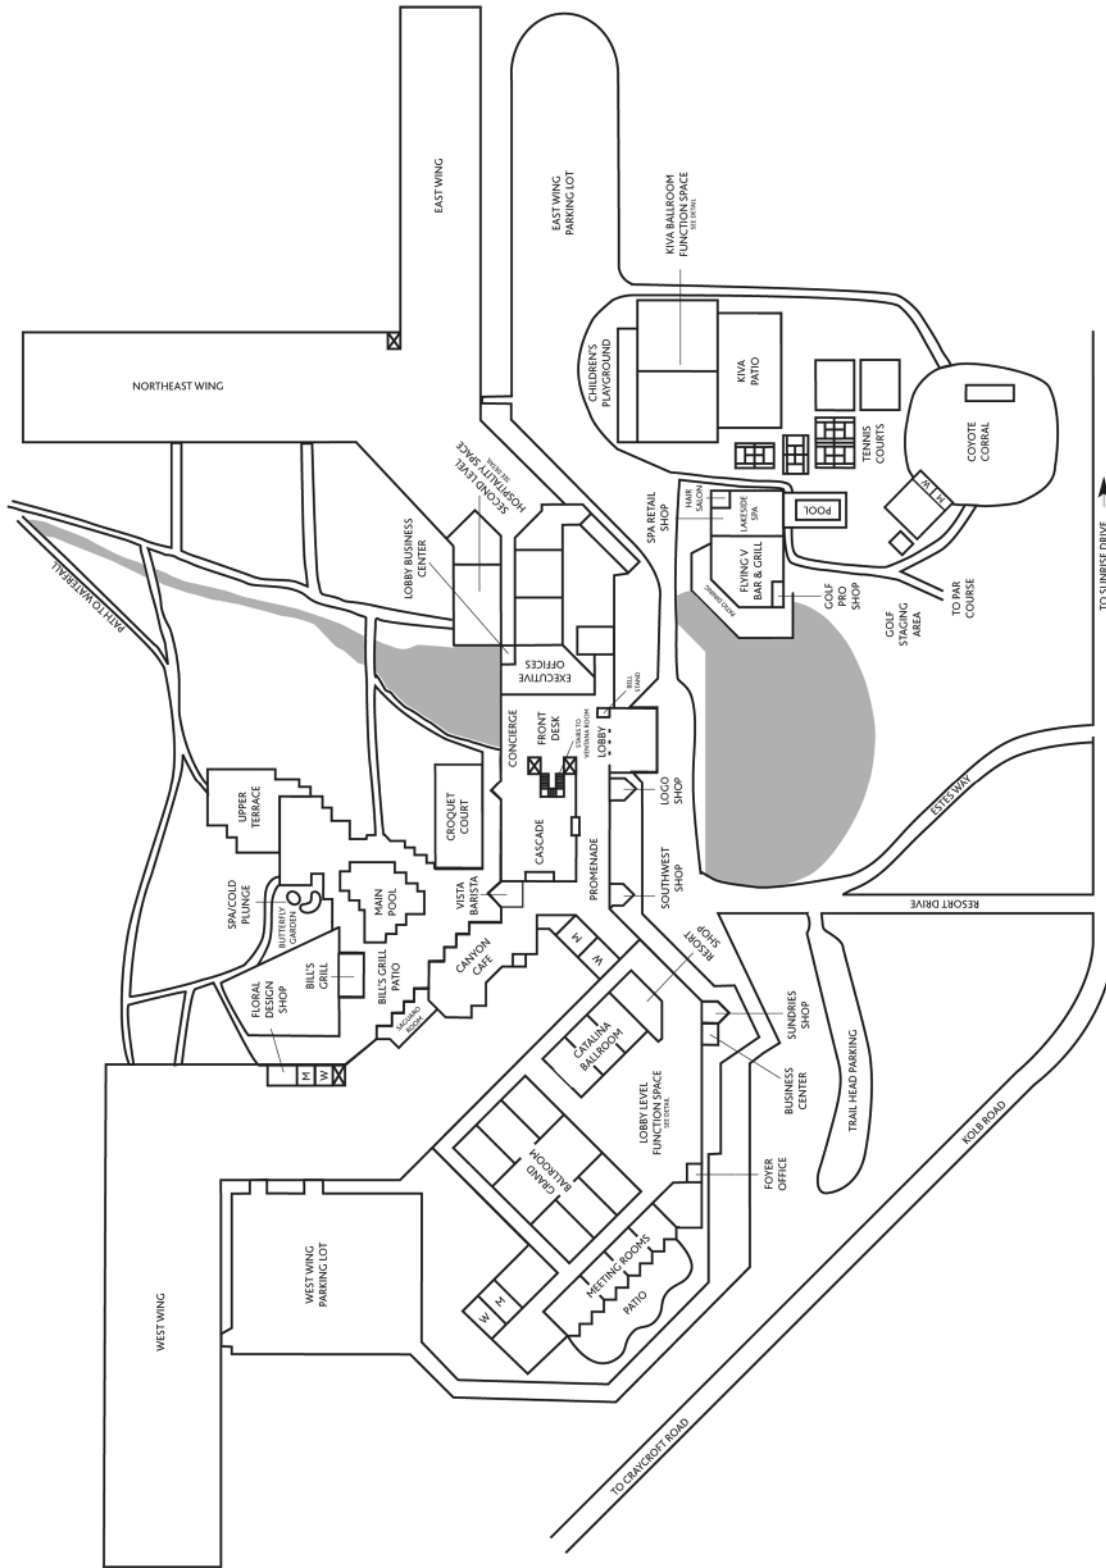 EAST WING
EAST WING
PARKING LOT
KIVA BALLROOM
FUNCTION SPACE
SEE DETAIL
NORTHEAST WING
CHILDREN'S
PLAYGROUND
KIVA
PATIO
TENNIS
COURTS
COYOTE
CORRAL
M
W
TO SUNRISE DRIVE
PATH TO WATERFALL
LOBBY BUSINESS
CENTER
SECOND LEVEL
HOSPITALITY SPACE
SEE DETAIL
SPA RETAIL
SHOP
HAIR
SALON
LAKESIDE
SPA
POOL
FLYING V
BAR & GRILL
PATIO DINING
GOLF
PRO
SHOP
GOLF
STAGING
AREA
TO PAR
COURSE
EXECUTIVE
OFFICES
CONCIERGE
FRONT
DESK
STAIRS TO
VENTANA ROOM
LOBBY
BELL
STAND
UPPER
TERRACE
CROQUET
COURT
CASCADE
PROMENADE
LOGO
SHOP
SOUTHWEST
SHOP
ESTES WAY
RESORT DRIVE
SPA/COLD
PLUNGE
BUTTERFLY
GARDEN
MAIN
POOL
VISTA
BARISTA
FLORAL
DESIGN
SHOP
BILL'S
GRILL
BILL'S GRILL
PATIO
CANYON
CAFE
SAGUARO
ROOM
M
W
M
W
RESORT
SHOP
CATALINA
BALLROOM
SUNDRIES
SHOP
BUSINESS
CENTER
TRAIL HEAD PARKING
KOLB ROAD
LOBBY LEVEL
FUNCTION SPACE
SEE DETAIL
GRAND
BALLROOM
FOYER
OFFICE
WEST WING
WEST WING
PARKING LOT
W
M
MEETING ROOMS
PATIO
TO CRAYCROFT ROAD